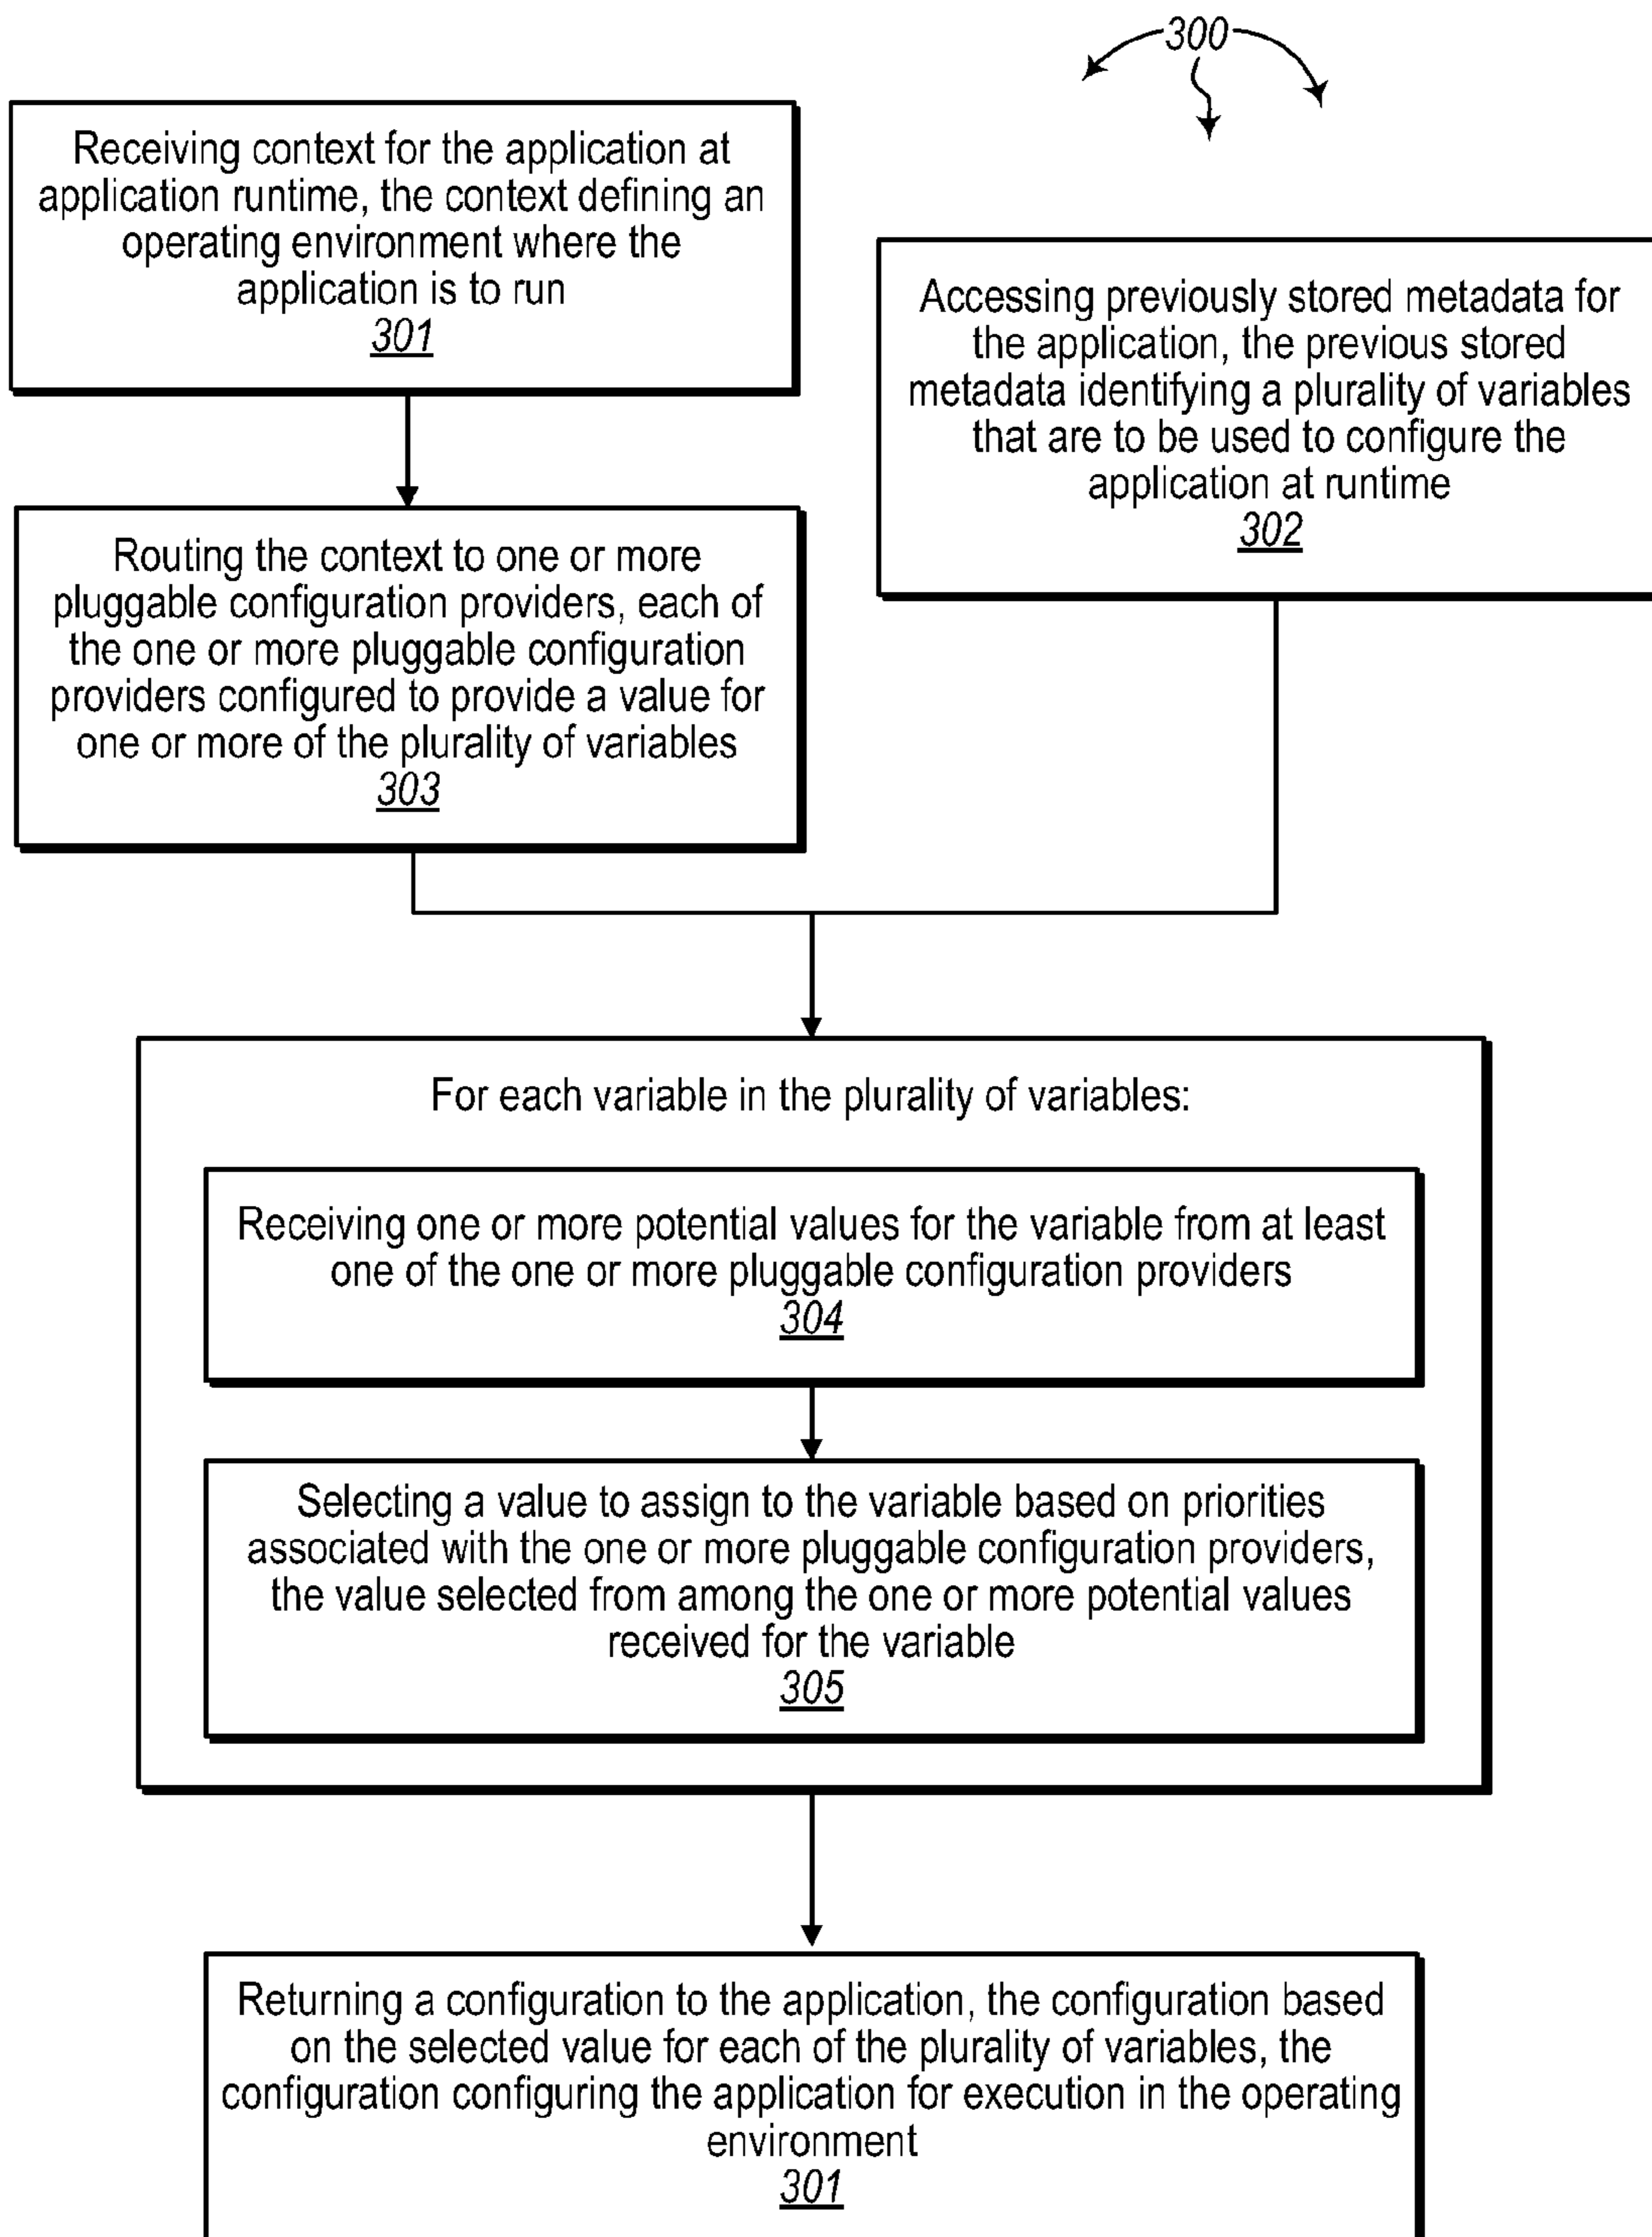 300
Receiving context for the application at
application runtime, the context defining an
operating environment where the
application is to run
301
Accessing previously stored metadata for
the application, the previous stored
metadata identifying a plurality of variables
that are to be used to configure the
application at runtime
302
Routing the context to one or more
pluggable configuration providers, each of
the one or more pluggable configuration
providers configured to provide a value for
one or more of the plurality of variables
303
For each variable in the plurality of variables:
Receiving one or more potential values for the variable from at least
one of the one or more pluggable configuration providers
304
Selecting a value to assign to the variable based on priorities
associated with the one or more pluggable configuration providers,
the value selected from among the one or more potential values
received for the variable
305
Returning a configuration to the application, the configuration based
on the selected value for each of the plurality of variables, the
configuration configuring the application for execution in the operating
environment
301